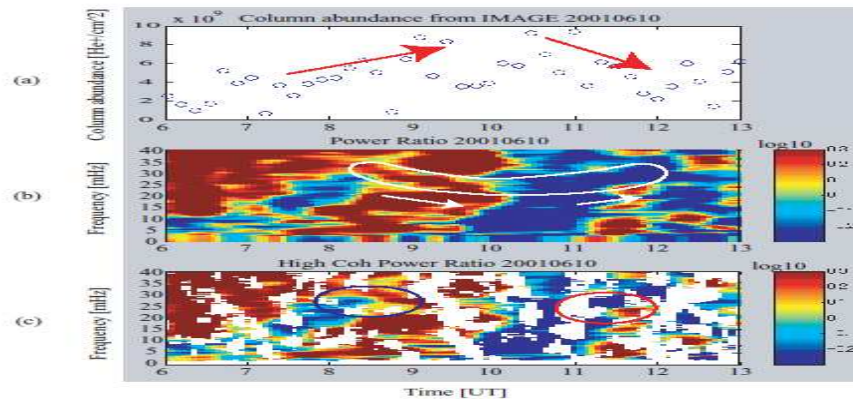 x 10⁹ Column abundance from IMAGE 20010610
Column abundance [He+/cm^2]
(a)
10
8
6
4
2
0
6 7 8 9 10 11 12 13
Power Ratio 20010610
log10
Frequency [mHz]
(b)
40
35
30
25
20
15
10
5
0
6 7 8 9 10 11 12 13
High Coh Power Ratio 20010610
log10
Frequency [mHz]
(c)
40
35
30
25
20
15
10
5
0
6 7 8 9 10 11 12 13
Time [UT]